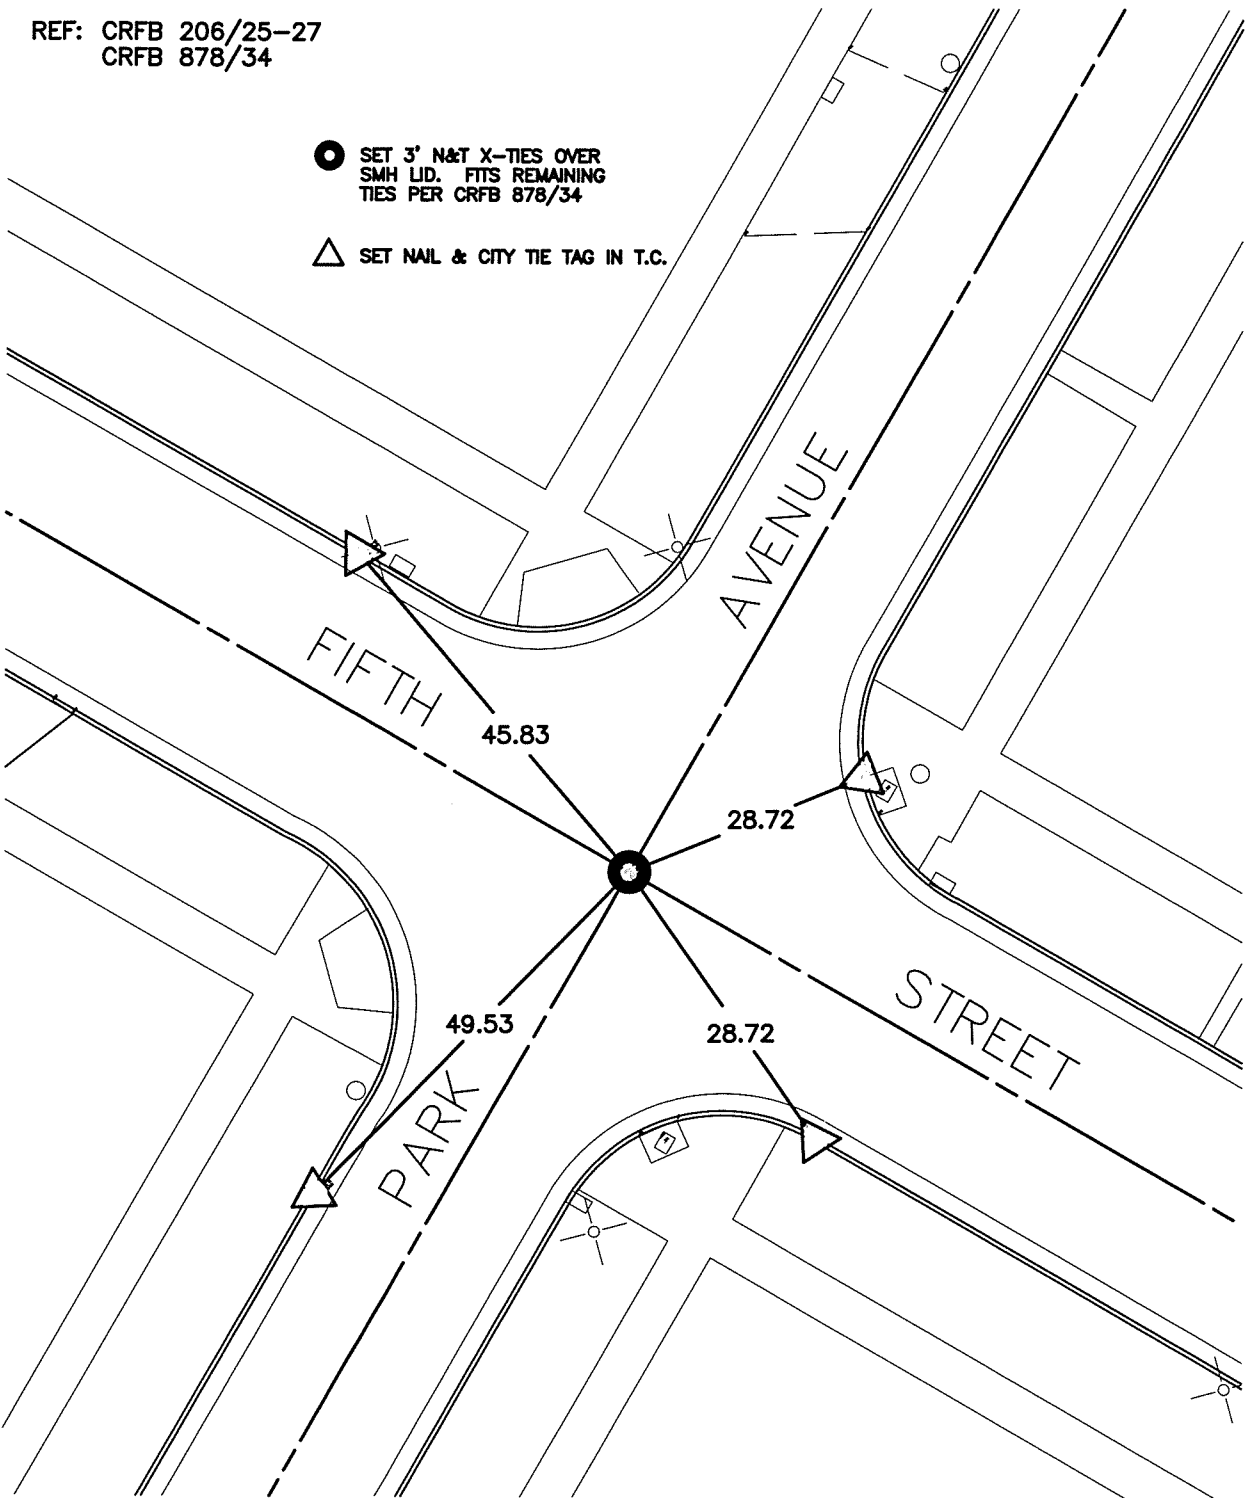 REF: CRFB 206/25-27
CRFB 878/34
SET 3' N&T X-TIES OVER
SMH LID. FITS REMAINING
TIES PER CRFB 878/34
SET NAIL & CITY TIE TAG IN T.C.
AVENUE
FIFTH
45.83
28.72
STREET
49.53
28.72
PARK